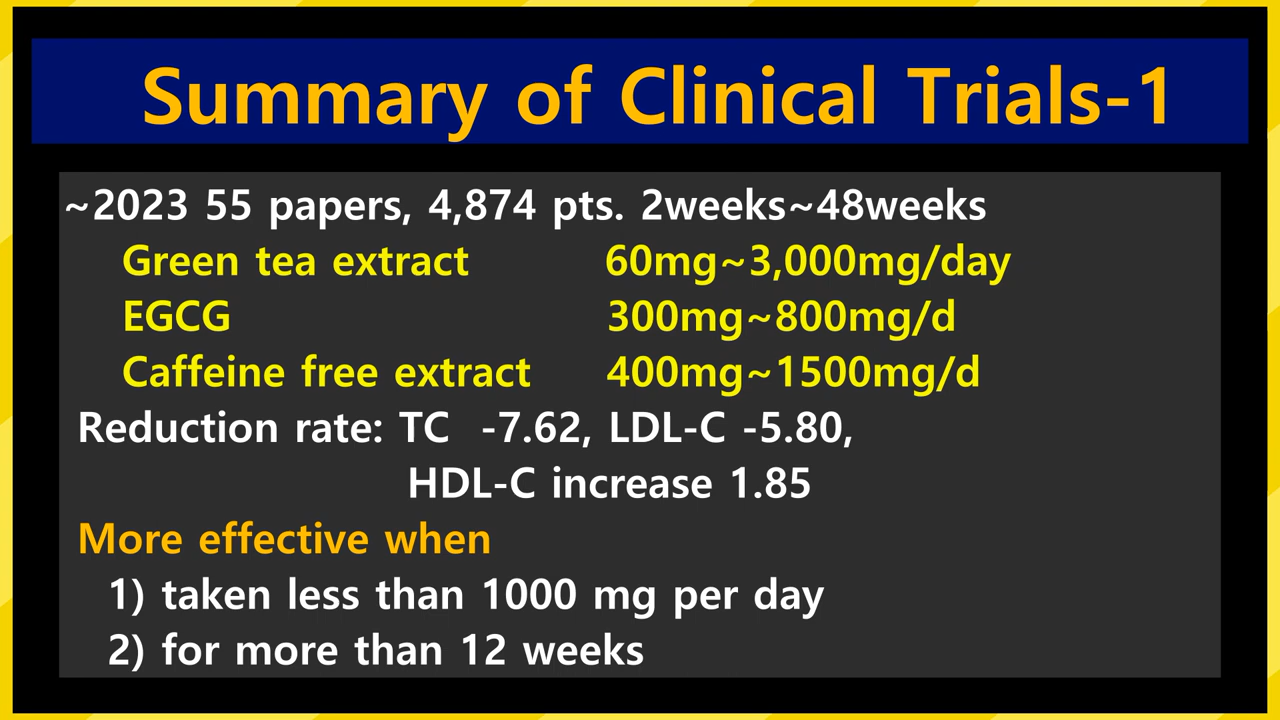 Summary of Clinical Trials-1
~2023 55 papers, 4,874 pts. 2weeks~48weeks
Green tea extract 60mg~3,000mg/day
EGCG 300mg~800mg/d
Caffeine free extract 400mg~1500mg/d
Reduction rate: TC -7.62, LDL-C -5.80,
HDL-C increase 1.85
More effective when
1) taken less than 1000 mg per day
2) for more than 12 weeks